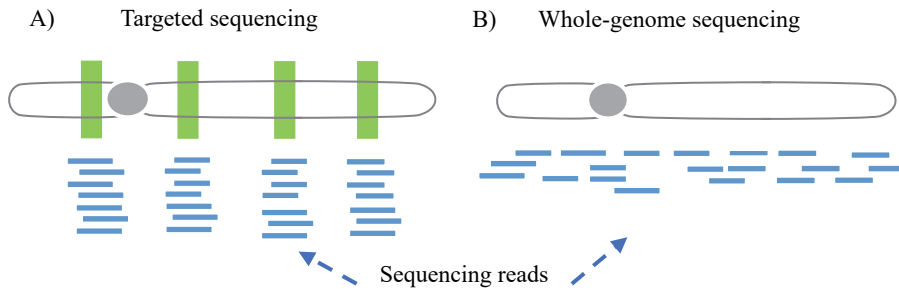 A) Targeted sequencing
B) Whole-genome sequencing
Sequencing reads